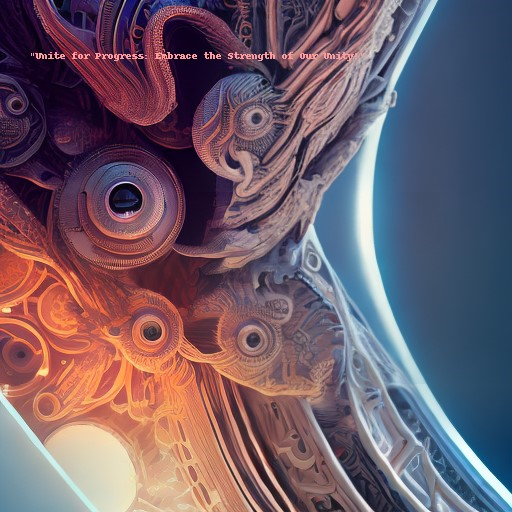 "Unite for Progress: Embrace the Strength of Our Unity"